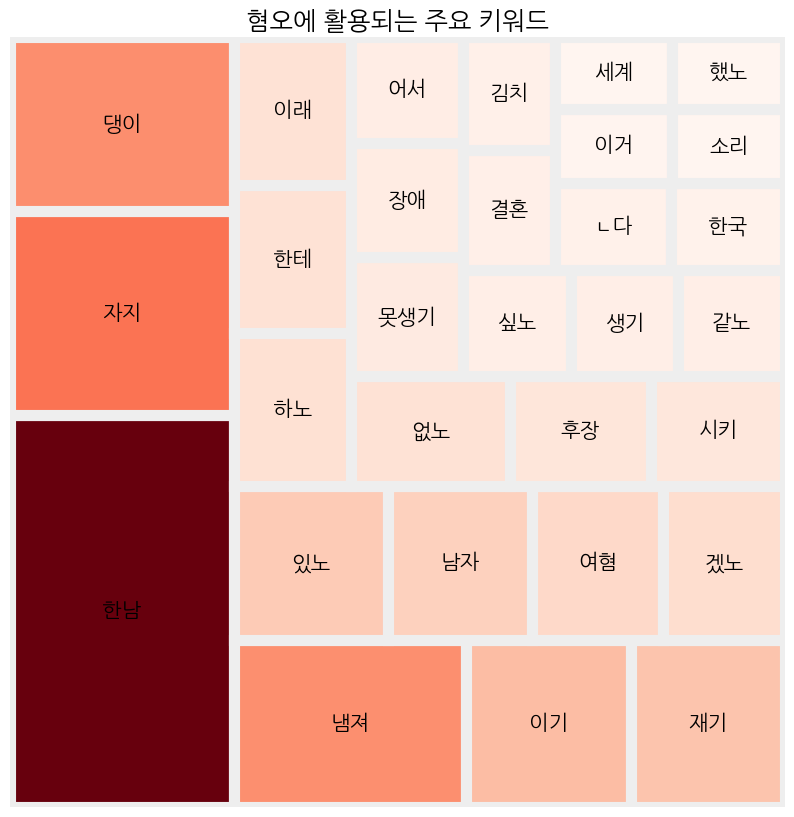 혐오에 활용되는 주요 키워드
댕이
이래
어서
김치
세계
했노
이거
소리
장애
결혼
ㄴ다
한국
자지
한테
못생기
싶노
생기
같노
하노
없노
후장
시키
한남
있노
남자
여혐
겠노
냄져
이기
재기